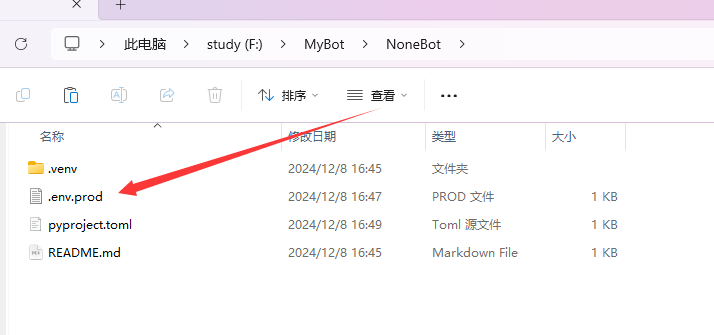 此电脑 > study (F:) > MyBot > NoneBot >
排序 查看 ...
名称 修改日期 类型 大小
.venv 2024/12/8 16:45 文件夹
.env.prod 2024/12/8 16:47 PROD 文件 1 KB
pyproject.toml 2024/12/8 16:49 Toml 源文件 1 KB
README.md 2024/12/8 16:45 Markdown File 1 KB